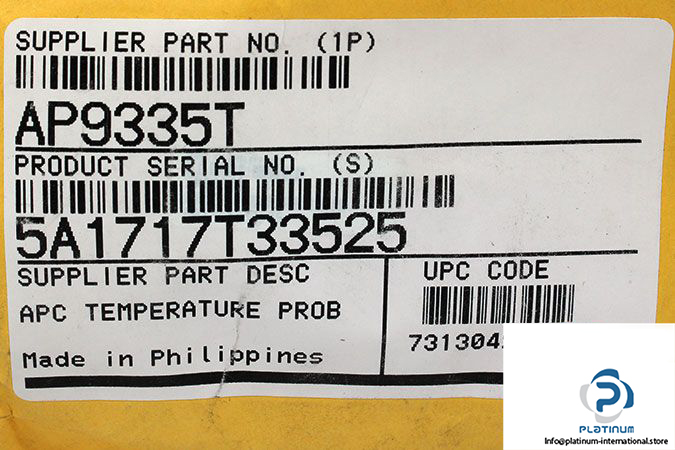 SUPPLIER PART NO. (1P)
AP9335T
PRODUCT SERIAL NO. (S)
5A1717T33525
SUPPLIER PART DESC
APC TEMPERATURE PROB
Made in Philippines
UPC CODE
731304
PLATINUM
Info@platinum-international.store